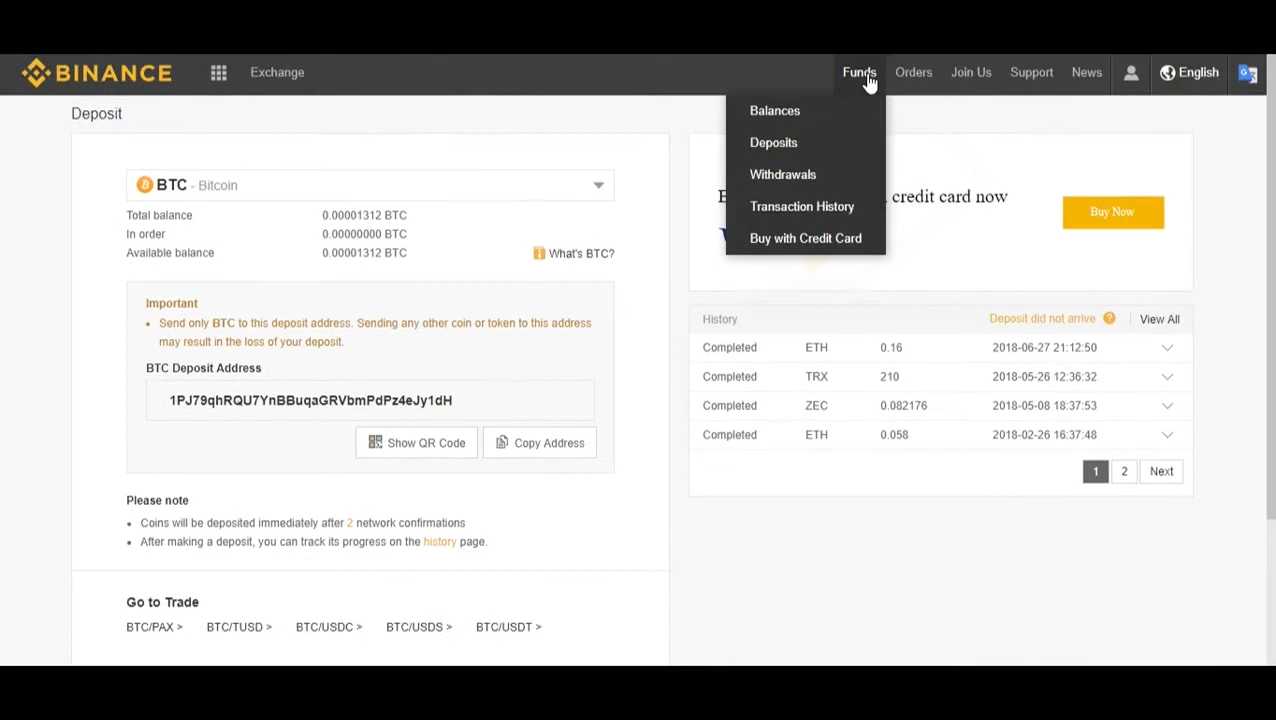 BINANCE
Exchange
Funds
Orders
Join Us
Support
News
English
Balances
Deposits
Withdrawals
Transaction History
Buy with Credit Card
Deposit
BTC - Bitcoin
Total balance 0.00001312 BTC
In order 0.00000000 BTC
Available balance 0.00001312 BTC
What's BTC?
Important
Send only BTC to this deposit address. Sending any other coin or token to this address
may result in the loss of your deposit.
BTC Deposit Address
1PJ79qhRQU7YnBBuqaGRVbmPdPz4eJy1dH
Show QR Code
Copy Address
Please note
Coins will be deposited immediately after 2 network confirmations
After making a deposit, you can track its progress on the history page.
Go to Trade
BTC/PAX > BTC/TUSD > BTC/USDC > BTC/USDS > BTC/USDT >
credit card now
Buy Now
History
Deposit did not arrive ?
View All
Completed ETH 0.16 2018-06-27 21:12:50
Completed TRX 210 2018-05-26 12:36:32
Completed ZEC 0.082176 2018-05-08 18:37:53
Completed ETH 0.058 2018-02-26 16:37:48
1 2 Next